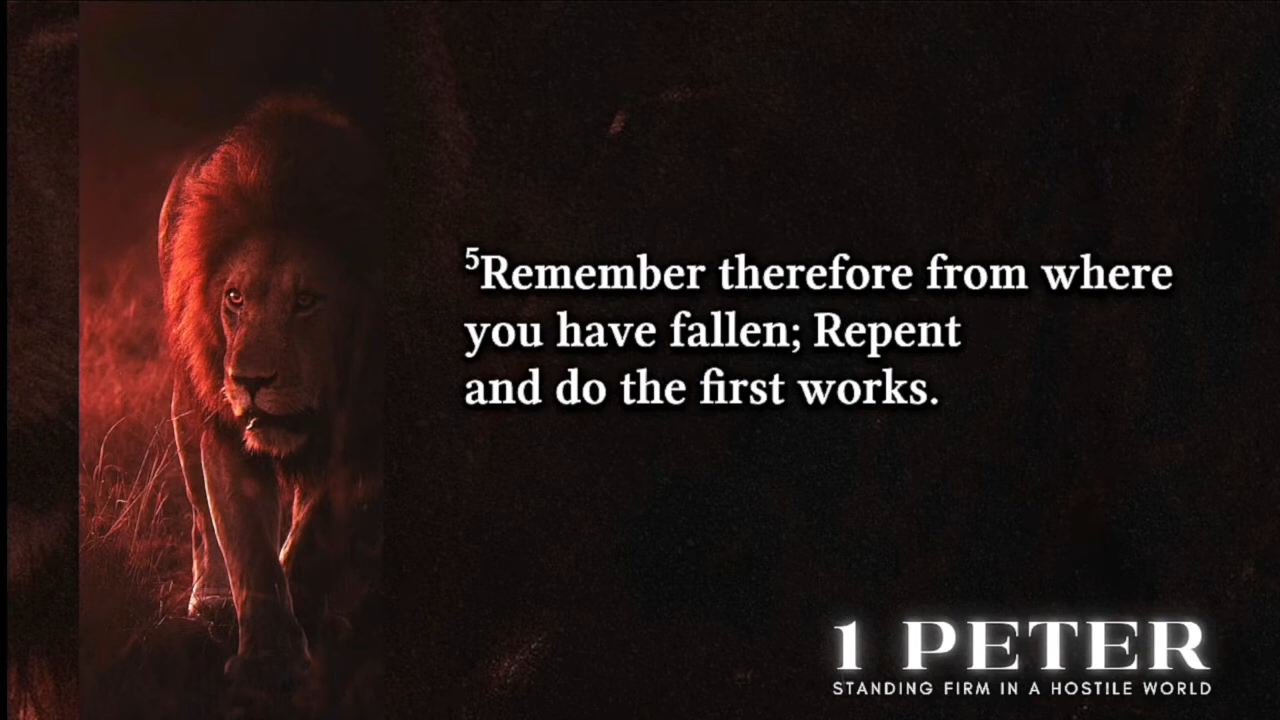 ⁵Remember therefore from where
you have fallen; Repent
and do the first works.
1 PETER
STANDING FIRM IN A HOSTILE WORLD